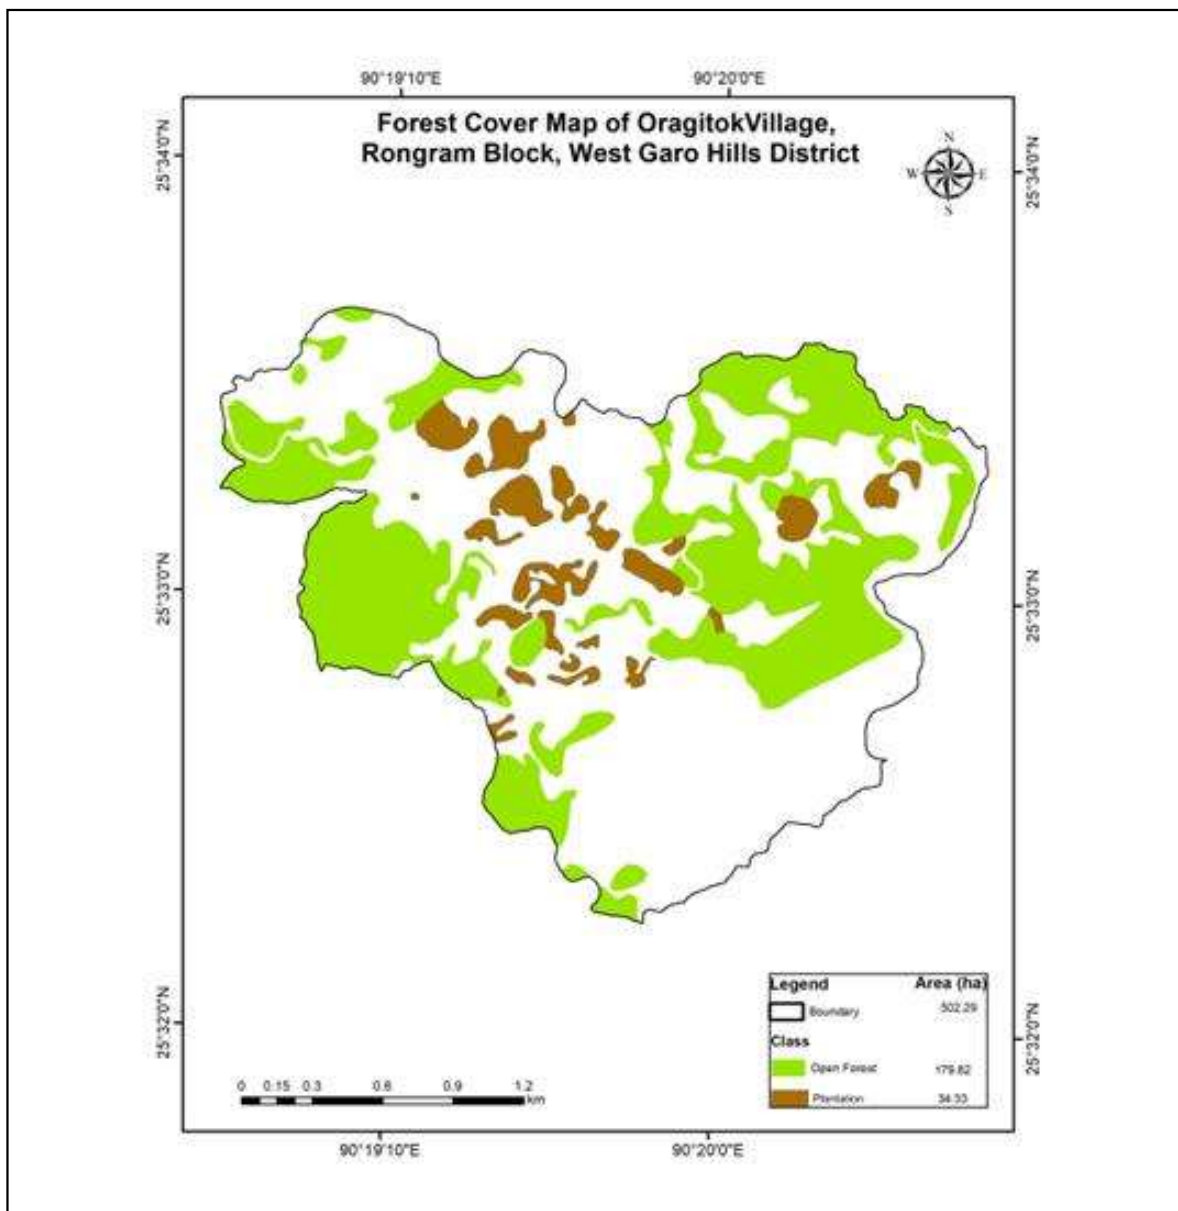 90°19'10"E 90°20'0"E
Forest Cover Map of OragitokVillage,
Rongram Block, West Garo Hills District
N
W E
S
25°34'0"N 25°34'0"N
25°33'0"N 25°33'0"N
25°32'0"N 25°32'0"N
Legend Area (ha)
Boundary 502.29
Class
Open Forest 179.82
Plantation 34.33
0 0.15 0.3 0.6 0.9 1.2
km
90°19'10"E 90°20'0"E